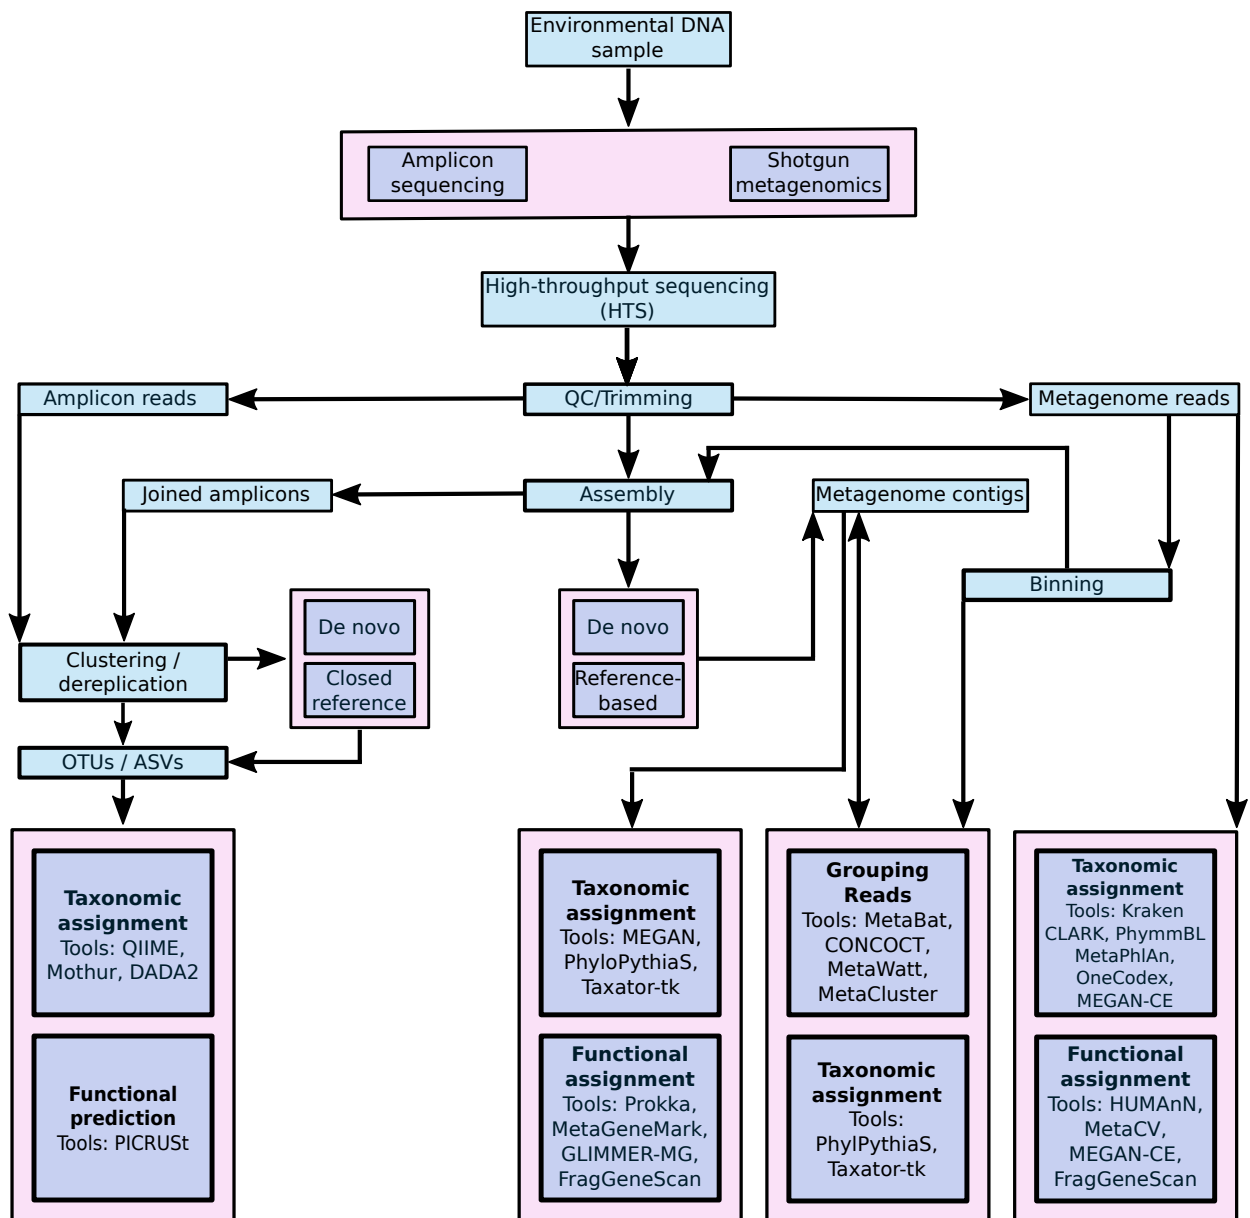 Environmental DNA
sample
Amplicon
sequencing
Shotgun
metagenomics
High-throughput sequencing
(HTS)
Amplicon reads
QC/Trimming
Metagenome reads
Joined amplicons
Assembly
Metagenome contigs
Binning
De novo
Closed
reference
De novo
Reference-
based
Clustering /
dereplication
OTUs / ASVs
Taxonomic
assignment
Tools: QIIME,
Mothur, DADA2
Functional
prediction
Tools: PICRUSt
Taxonomic
assignment
Tools: MEGAN,
PhyloPythiaS,
Taxator-tk
Functional
assignment
Tools: Prokka,
MetaGeneMark,
GLIMMER-MG,
FragGeneScan
Grouping
Reads
Tools: MetaBat,
CONCOCT,
MetaWatt,
MetaCluster
Taxonomic
assignment
Tools:
PhylPythiaS,
Taxator-tk
Taxonomic
assignment
Tools: Kraken
CLARK, PhymmBL
MetaPhlAn,
OneCodex,
MEGAN-CE
Functional
assignment
Tools: HUMAnN,
MetaCV,
MEGAN-CE,
FragGeneScan